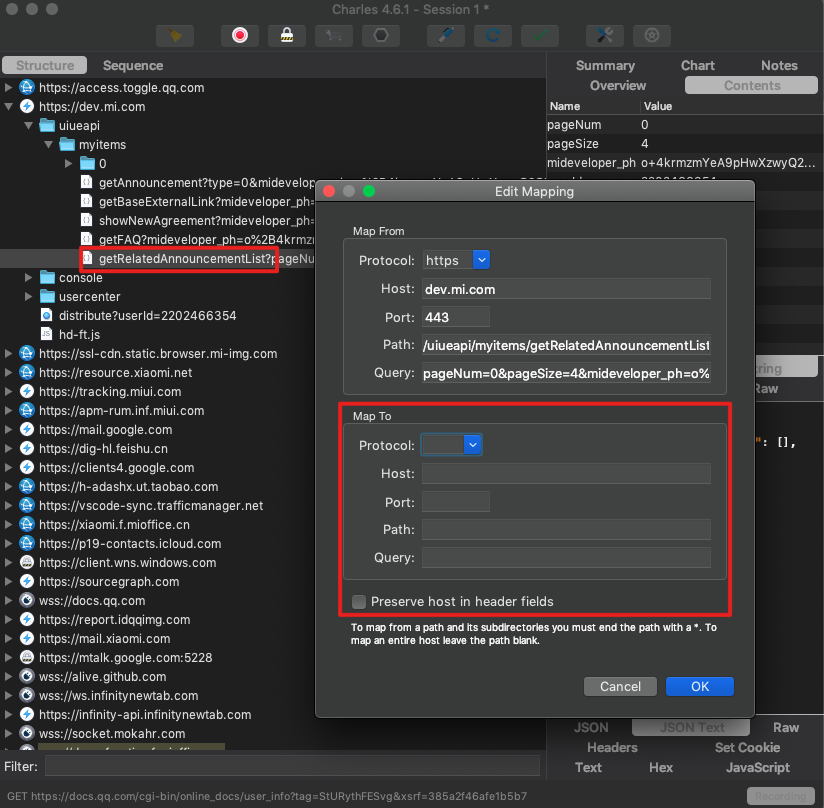 Charles 4.6.1 - Session 1 *
Structure
Sequence
Summary
Chart
Notes
Overview
Contents
https://access.toggle.qq.com
https://dev.mi.com
uiueapi
myitems
0
getAnnouncement?type=0&midevelop
getBaseExternalLink?mideveloper_ph=
showNewAgreement?mideveloper_ph=
getFAQ?mideveloper_ph=o%2B4krmz
getRelatedAnnouncementList?pageNu
console
usercenter
distribute?userId=2202466354
hd-ft.js
https://ssl-cdn.static.browser.mi-img.com
https://resource.xiaomi.net
https://tracking.miui.com
https://apm-rum.inf.miui.com
https://mail.google.com
https://dig-hl.feishu.cn
https://clients4.google.com
https://h-adashx.ut.taobao.com
https://vscode-sync.trafficmanager.net
https://xiaomi.f.mioffice.cn
https://p19-contacts.icloud.com
https://client.wns.windows.com
https://sourcegraph.com
wss://docs.qq.com
https://report.idqqimg.com
https://mail.xiaomi.com
https://mtalk.google.com:5228
wss://alive.github.com
wss://ws.infinitynewtab.com
https://infinity-api.infinitynewtab.com
wss://socket.mokahr.com
Name Value
pageNum 0
pageSize 4
mideveloper_ph o+4krmzmYeA9pHwXzwyQ2...
Edit Mapping
Map From
Protocol: https
Host: dev.mi.com
Port: 443
Path: /uiueapi/myitems/getRelatedAnnouncementList
Query: pageNum=0&pageSize=4&mideveloper_ph=o%
Map To
Protocol:
Host:
Port:
Path:
Query:
Preserve host in header fields
To map from a path and its subdirectories you must end the path with a *. To
map an entire host leave the path blank.
Cancel
OK
tring
Raw
": [],
JSON
JSON Text
Raw
Headers
Set Cookie
Text
Hex
JavaScript
Filter:
GET https://docs.qq.com/cgi-bin/online_docs/user_info?tag=StURythFESvg&xsrf=385a2f46afe1b5b7
Recording